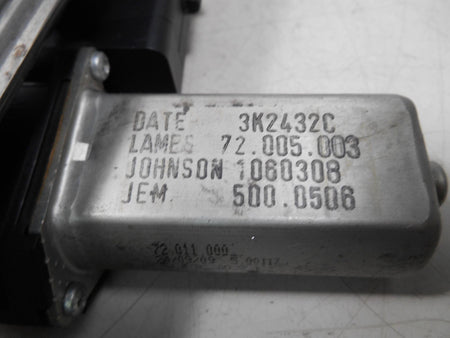 DATE 3K2432C
LAMES 72.005.003
JOHNSON 1060308
JEM 500.0506
72.011.000